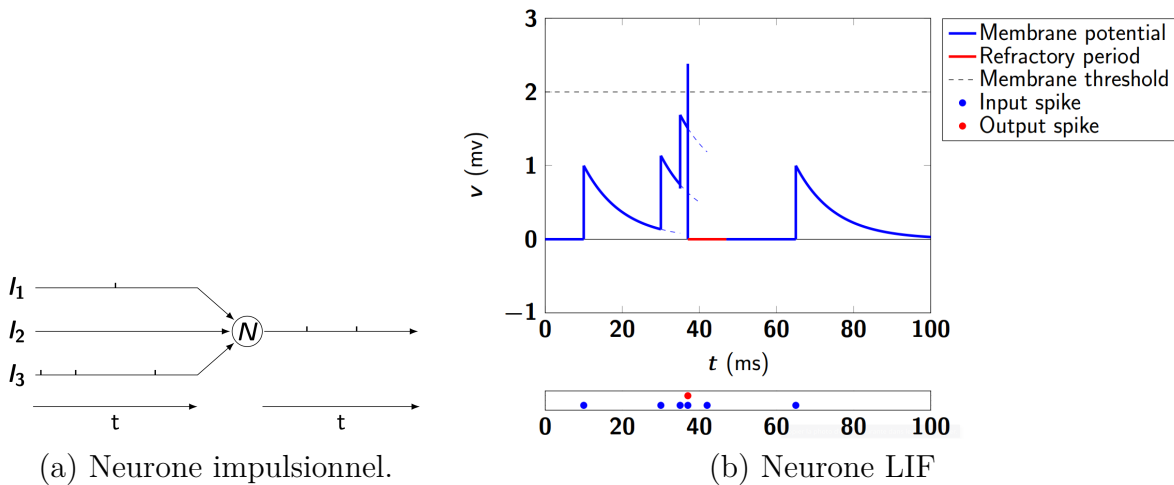 I1
I2
I3
N
t
t
(a) Neurone impulsionnel.
3
2
1
0
−1
v (mv)
0 20 40 60 80 100
t (ms)
Membrane potential
Refractory period
Membrane threshold
Input spike
Output spike
0 20 40 60 80 100
(b) Neurone LIF